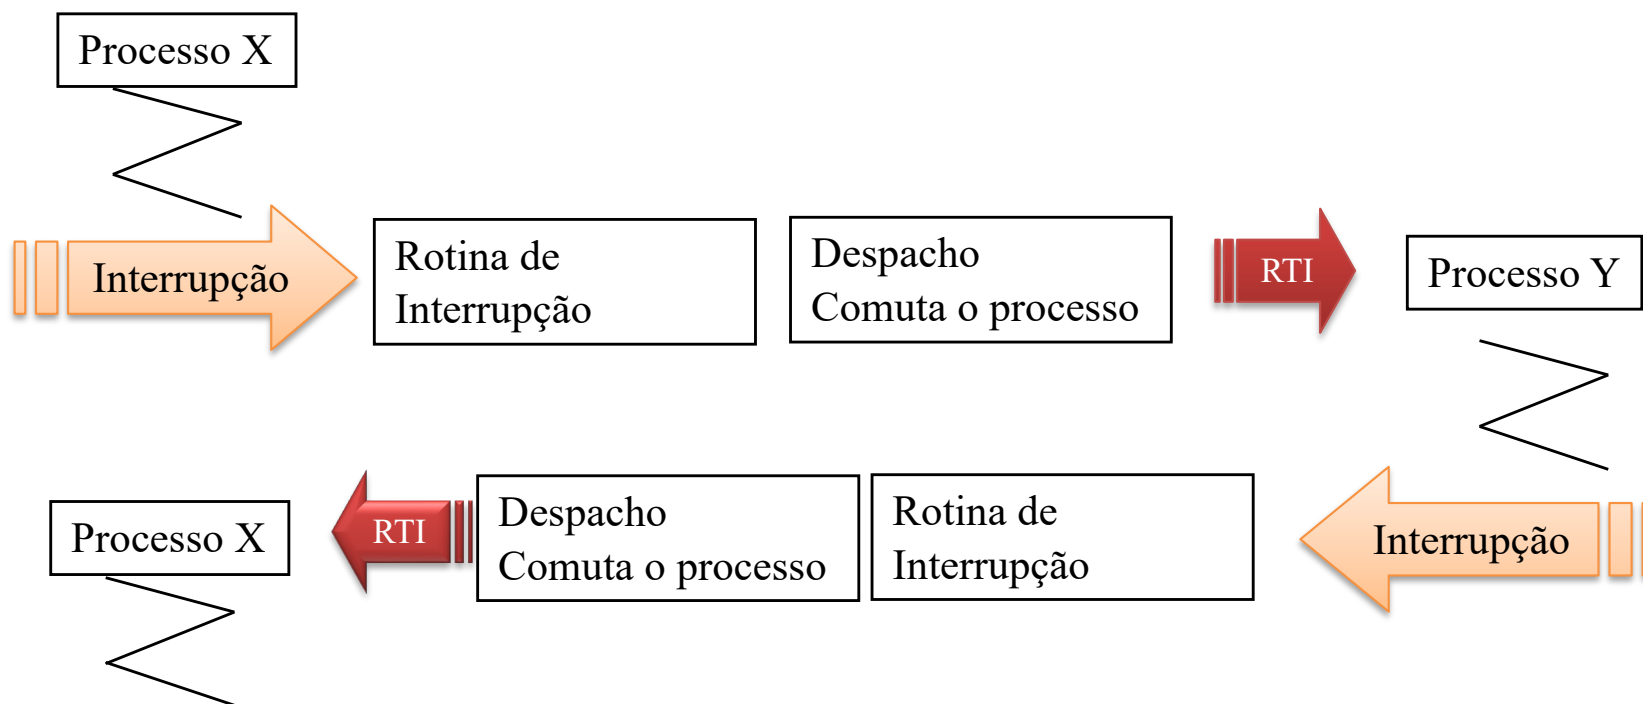 Processo X
Interrupção
Rotina de
Interrupção
Despacho
Comuta o processo
RTI
Processo Y
Processo X
RTI
Despacho
Comuta o processo
Rotina de
Interrupção
Interrupção